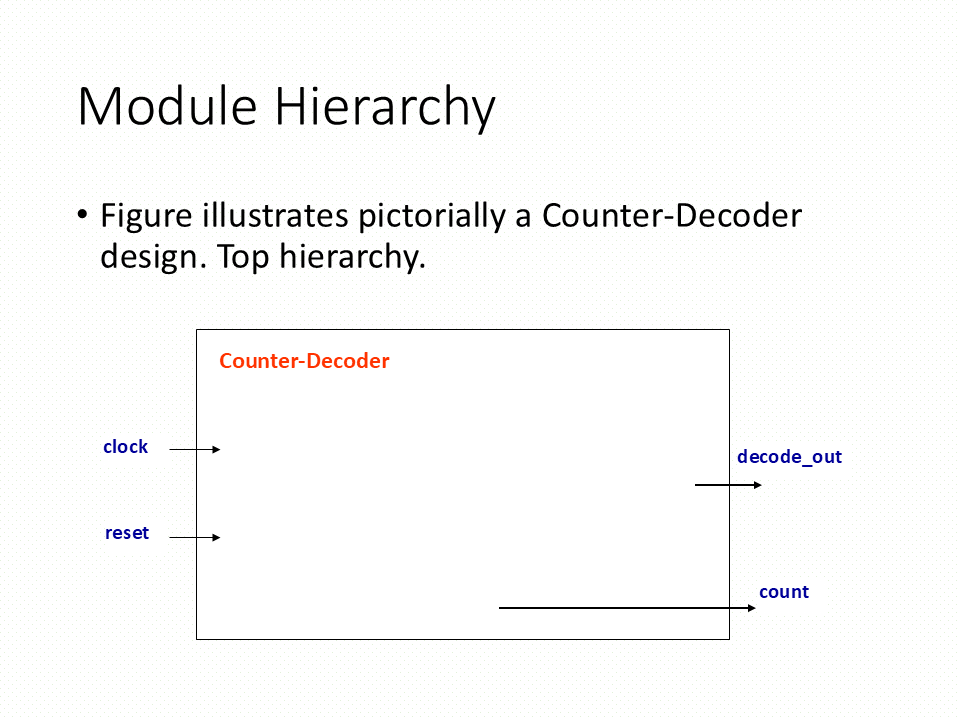 Module Hierarchy
• Figure illustrates pictorially a Counter-Decoder
design. Top hierarchy.
Counter-Decoder
clock
decode_out
reset
count